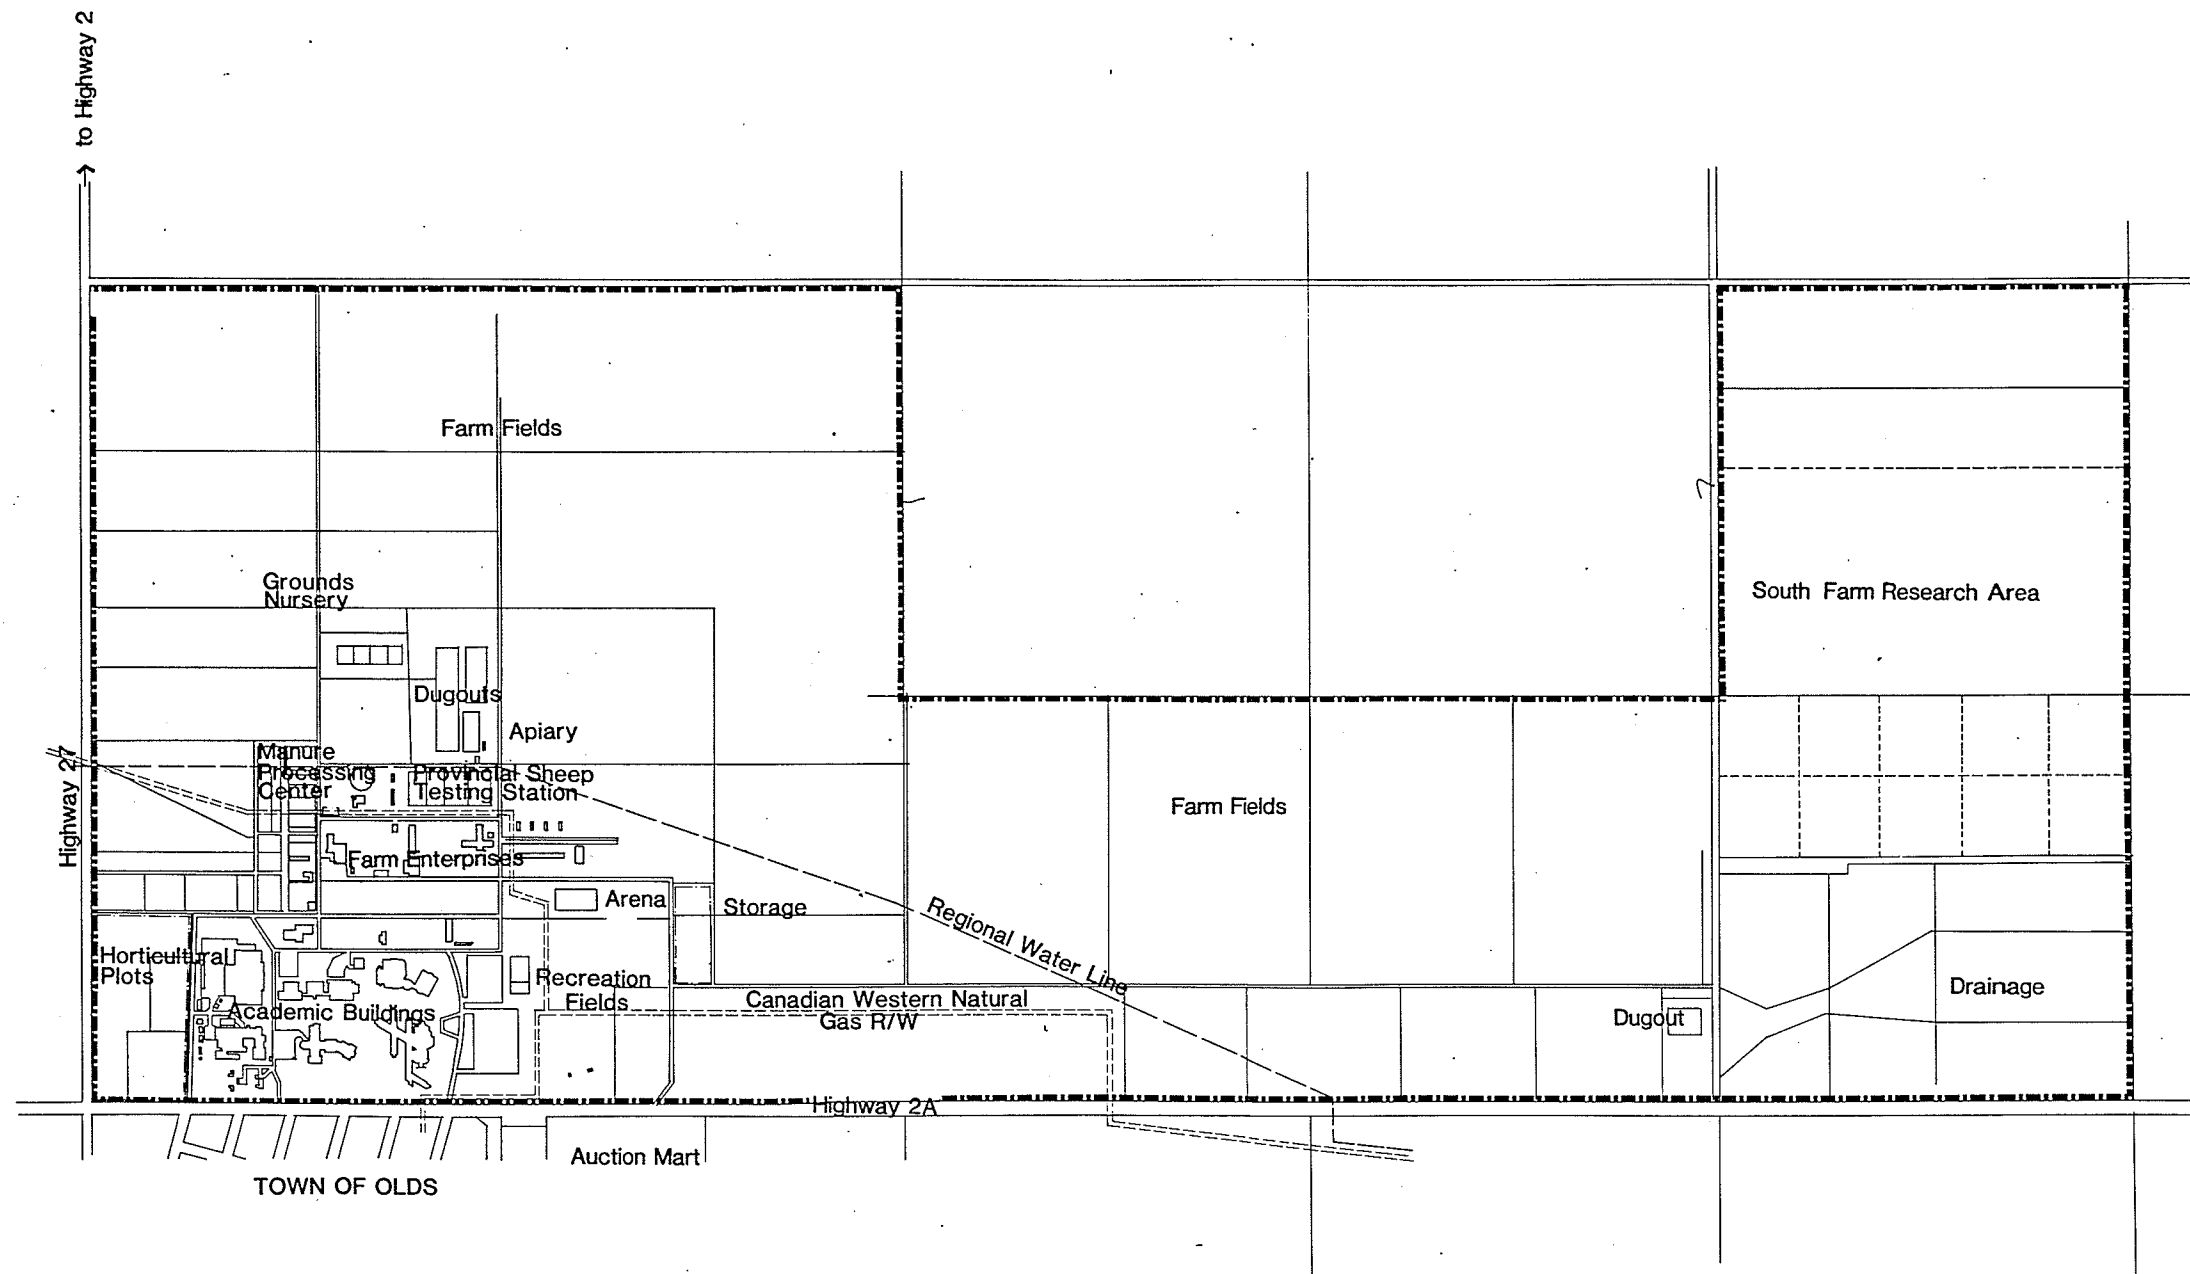 to Highway 2
Farm Fields
Grounds
Nursery
South Farm Research Area
Dugouts
Apiary
Manure
Processing
Center
Provincial Sheep
Testing Station
Highway 27
Farm Fields
Farm Enterprises
Arena
Storage
Regional Water Line
Horticultural
Plots
Recreation
Fields
Academic Buildings
Canadian Western Natural
Gas R/W
Dugout
Drainage
Highway 2A
Auction Mart
TOWN OF OLDS